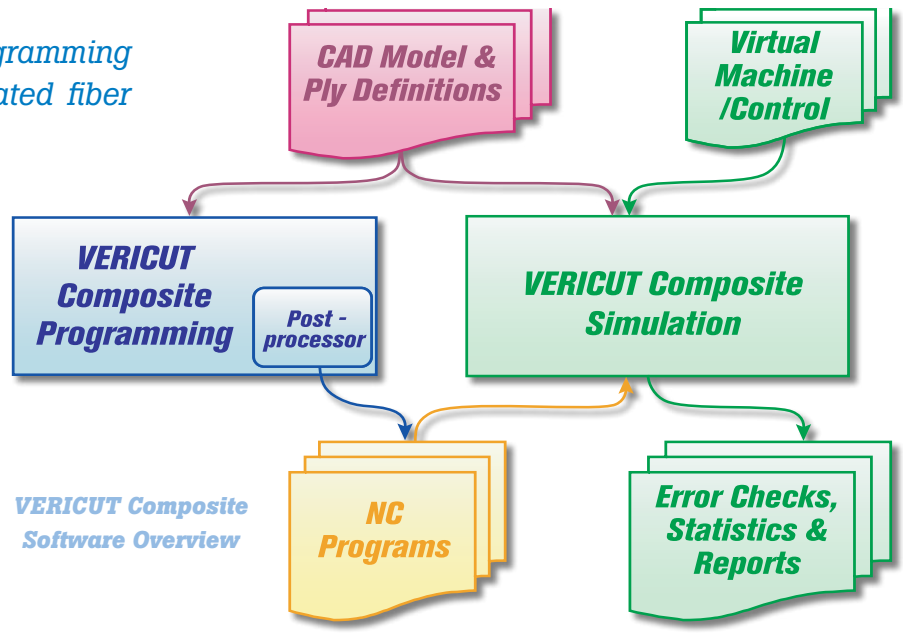 ated fiber
CAD Model &
Ply Definitions
Virtual
Machine
/Control
VERICUT
Composite
Programming
Post -
processor
VERICUT Composite
Simulation
VERICUT Composite
Software Overview
NC
Programs
Error Checks,
Statistics &
Reports